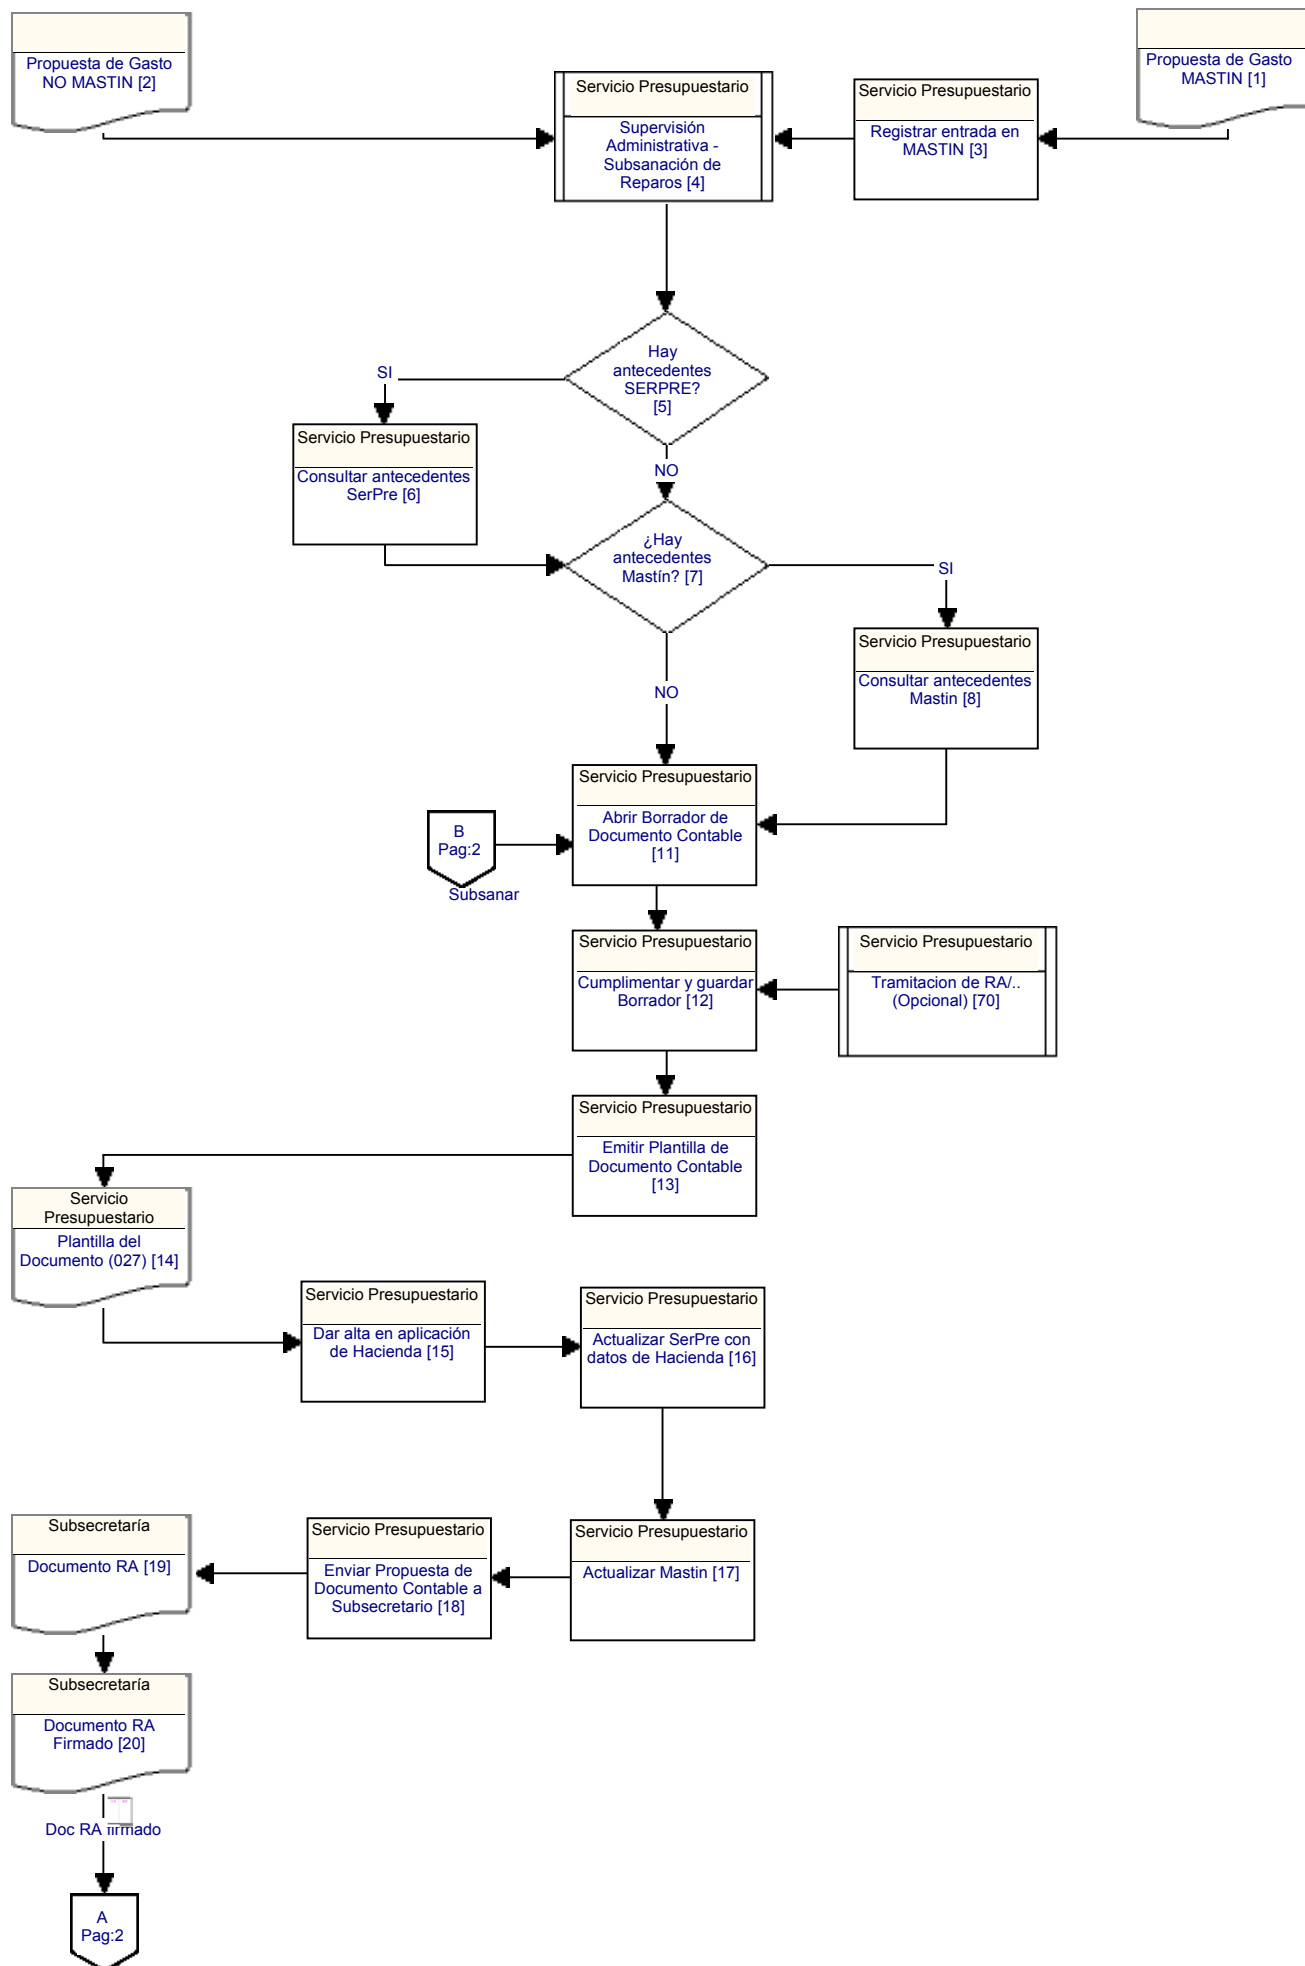 Propuesta de Gasto
NO MASTIN [2]
Propuesta de Gasto
MASTIN [1]
Servicio Presupuestario
Supervisión
Administrativa -
Subsanación de
Reparos [4]
Servicio Presupuestario
Registrar entrada en
MASTIN [3]
Hay
antecedentes
SERPRE?
[5]
SI
NO
Servicio Presupuestario
Consultar antecedentes
SerPre [6]
¿Hay
antecedentes
Mastín? [7]
SI
NO
Servicio Presupuestario
Consultar antecedentes
Mastin [8]
Servicio Presupuestario
Abrir Borrador de
Documento Contable
[11]
B
Pag:2
Subsanar
Servicio Presupuestario
Cumplimentar y guardar
Borrador [12]
Servicio Presupuestario
Tramitacion de RA/..
(Opcional) [70]
Servicio Presupuestario
Emitir Plantilla de
Documento Contable
[13]
Servicio
Presupuestario
Plantilla del
Documento (027) [14]
Servicio Presupuestario
Dar alta en aplicación
de Hacienda [15]
Servicio Presupuestario
Actualizar SerPre con
datos de Hacienda [16]
Subsecretaría
Documento RA [19]
Servicio Presupuestario
Enviar Propuesta de
Documento Contable a
Subsecretario [18]
Servicio Presupuestario
Actualizar Mastin [17]
Subsecretaría
Documento RA
Firmado [20]
Doc RA firmado
A
Pag:2